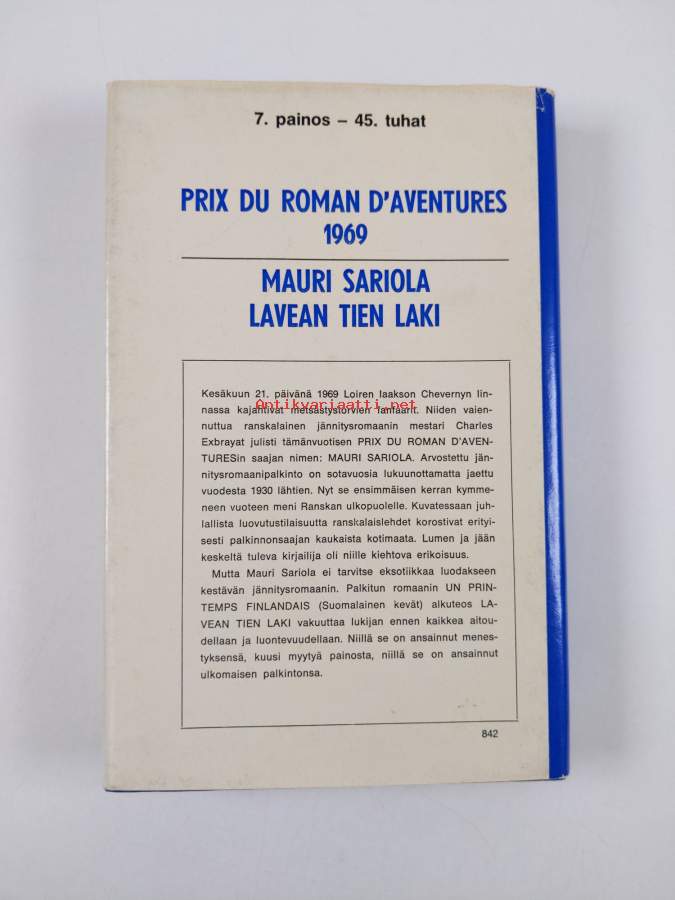 7. painos – 45. tuhat
PRIX DU ROMAN D'AVENTURES
1969
MAURI SARIOLA
LAVEAN TIEN LAKI
Kesäkuun 21. päivänä 1969 Loiren laakson Chevernyn lin-
nassa kajahtivat metsästystorvien fanfaarit. Niiden vaien-
Antikvariaatti.net
nuttua ranskalainen jännitysromaanin mestari Charles
Exbrayat julisti tämänvuotisen PRIX DU ROMAN D'AVEN-
TURESin saajan nimen: MAURI SARIOLA. Arvostettu jän-
nitysromaanipalkinto on sotavuosia lukuunottamatta jaettu
vuodesta 1930 lähtien. Nyt se ensimmäisen kerran kymme-
neen vuoteen meni Ranskan ulkopuolelle. Kuvatessaan juh-
lallista luovutustilaisuutta ranskalaislehdet korostivat erityi-
sesti palkinnonsaajan kaukaista kotimaata. Lumen ja jään
keskeltä tuleva kirjailija oli niille kiehtova erikoisuus.
Mutta Mauri Sariola ei tarvitse eksotiikkaa luodakseen
kestävän jännitysromaanin. Palkitun romaanin UN PRIN-
TEMPS FINLANDAIS (Suomalainen kevät) alkuteos LA-
VEAN TIEN LAKI vakuuttaa lukijan ennen kaikkea aitou-
dellaan ja luontevuudellaan. Niillä se on ansainnut menes-
tyksensä, kuusi myytyä painosta, niillä se on ansainnut
ulkomaisen palkintonsa.
842